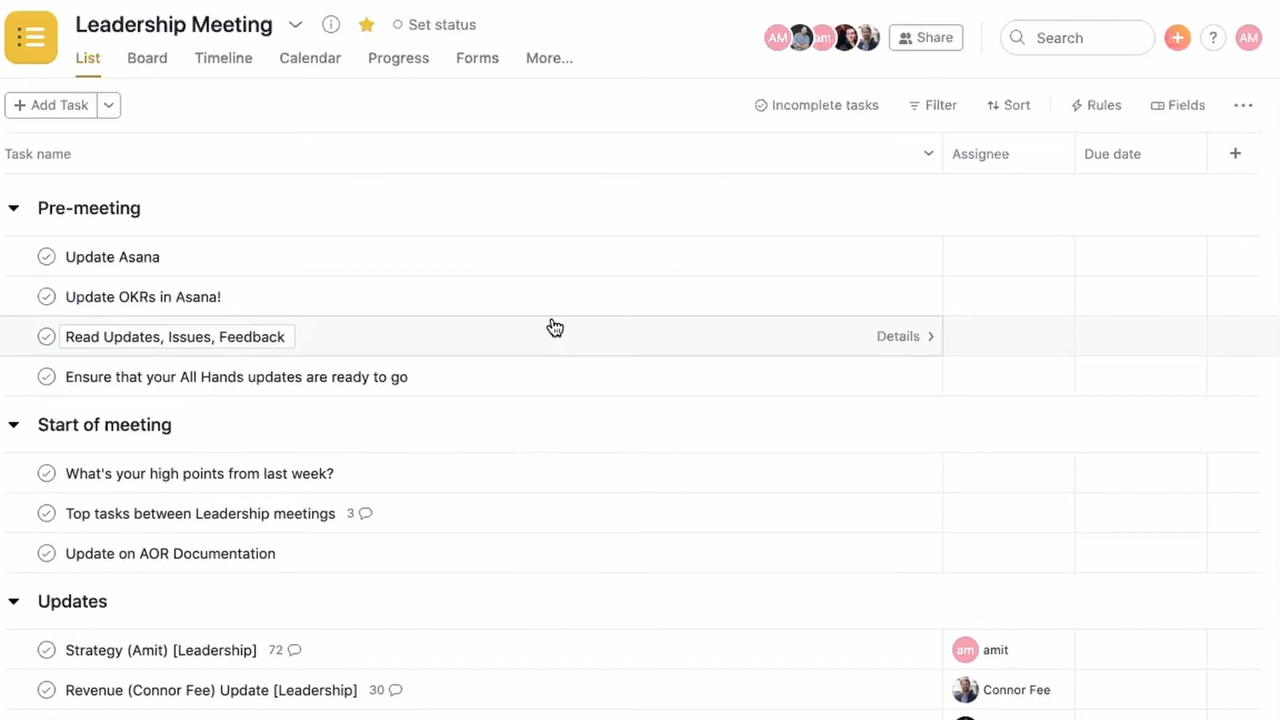 Leadership Meeting
Set status
AM
am
Share
Search
?
AM
List
Board
Timeline
Calendar
Progress
Forms
More...
+ Add Task
Incomplete tasks
Filter
Sort
Rules
Fields
Task name
Assignee
Due date
+
Pre-meeting
Update Asana
Update OKRs in Asana!
Read Updates, Issues, Feedback
Details
Ensure that your All Hands updates are ready to go
Start of meeting
What's your high points from last week?
Top tasks between Leadership meetings 3
Update on AOR Documentation
Updates
Strategy (Amit) [Leadership] 72
am amit
Revenue (Connor Fee) Update [Leadership] 30
Connor Fee